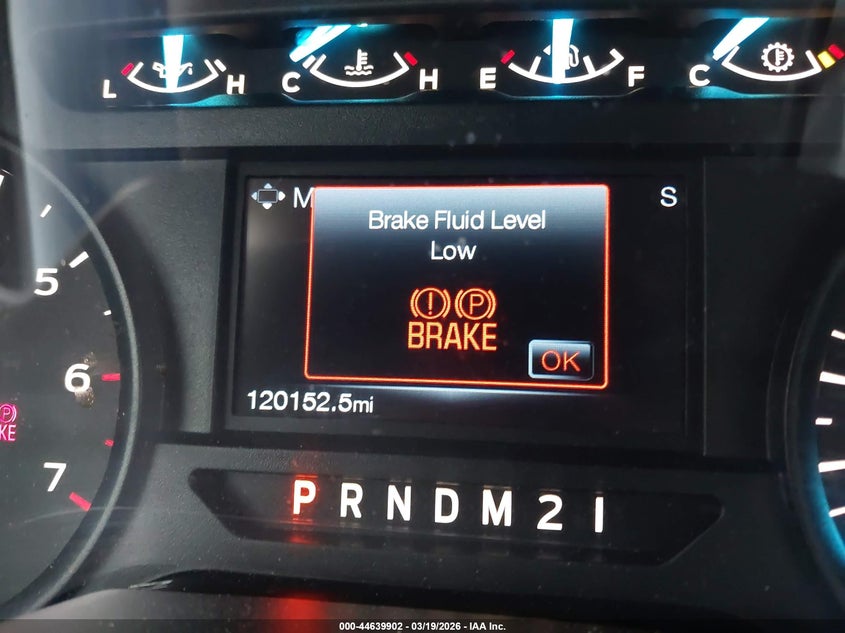 L H C H E F C
M S
Brake Fluid Level
Low
(!) (P)
BRAKE
OK
120152.5mi
5
6
7
P
KE
P R N D M 2 1
000-44639902 - 03/19/2026 - IAA Inc.